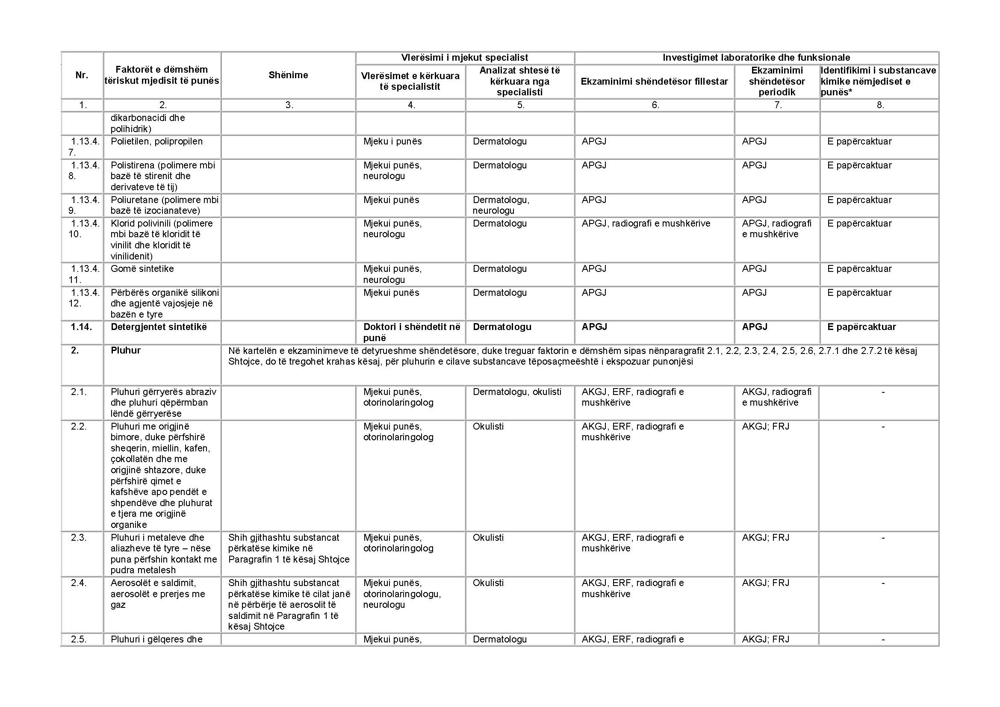 Nr.
Faktorët e dëmshëm
tëriskut mjedisit të punës
Shënime
Vlerësimi i mjekut specialist
Investigimet laboratorike dhe funksionale
Vlerësimet e kërkuara
të specialistit
Analizat shtesë të
kërkuara nga
specialisti
Ekzaminimi shëndetësor fillestar
Ekzaminimi
shëndetësor
periodik
Identifikimi i substancave
kimike nëmjediset e
punës*
1.
2.
3.
4.
5.
6.
7.
8.
dikarbonacidi dhe
polihidrik)
1.13.4.
7.
Polietilen, polipropilen
Mjeku i punës
Dermatologu
APGJ
APGJ
E papërcaktuar
1.13.4.
8.
Polistirena (polimere mbi
bazë të stirenit dhe
derivateve të tij)
Mjekui punës,
neurologu
Dermatologu
APGJ
APGJ
E papërcaktuar
1.13.4.
9.
Poliuretane (polimere mbi
bazë të izocianateve)
Mjekui punës
Dermatologu,
neurologu
APGJ
APGJ
E papërcaktuar
1.13.4.
10.
Klorid polivinili (polimere
mbi bazë të kloridit të
vinilit dhe kloridit të
vinilidenit)
Mjekui punës,
neurologu
Dermatologu
APGJ, radiografi e mushkërive
APGJ, radiografi
e mushkërive
E papërcaktuar
1.13.4.
11.
Gomë sintetike
Mjekui punës,
neurologu
Dermatologu
APGJ
APGJ
E papërcaktuar
1.13.4.
12.
Përbërës organikë silikoni
dhe agjentë vajosjeje në
bazën e tyre
Mjekui punës
Dermatologu
APGJ
APGJ
E papërcaktuar
1.14.
Detergjentet sintetikë
Doktori i shëndetit në
punë
Dermatologu
APGJ
APGJ
E papërcaktuar
2.
Pluhur
Në kartelën e ekzaminimeve të detyrueshme shëndetësore, duke treguar faktorin e dëmshëm sipas nënparagrafit 2.1, 2.2, 2.3, 2.4, 2.5, 2.6, 2.7.1 dhe 2.7.2 të kësaj
Shtojce, do të tregohet krahas kësaj, për pluhurin e cilave substancave tëposaçmeështë i ekspozuar punonjësi
2.1.
Pluhuri gërryerës abraziv
dhe pluhuri qëpërmban
lëndë gërryerëse
Mjekui punës,
otorinolaringolog
Dermatologu, okulisti
AKGJ, ERF, radiografi e
mushkërive
AKGJ, radiografi
e mushkërive
-
2.2.
Pluhuri me origjinë
bimore, duke përfshirë
sheqerin, miellin, kafen,
çokollatën dhe me
origjinë shtazore, duke
përfshirë qimet e
kafshëve apo pendët e
shpendëve dhe pluhurat
e tjera me origjinë
organike
Mjekui punës,
otorinolaringolog
Okulisti
AKGJ, ERF, radiografi e
mushkërive
AKGJ; FRJ
-
2.3.
Pluhuri i metaleve dhe
aliazheve të tyre – nëse
puna përfshin kontakt me
pudra metalesh
Shih gjithashtu substancat
përkatëse kimike në
Paragrafin 1 të kësaj Shtojce
Mjekui punës,
otorinolaringolog
Okulisti
AKGJ, ERF, radiografi e
mushkërive
AKGJ; FRJ
-
2.4.
Aerosolët e saldimit,
aerosolët e prerjes me
gaz
Shih gjithashtu substancat
përkatëse kimike të cilat janë
në përbërje të aerosolit të
saldimit në Paragrafin 1 të
kësaj Shtojce
Mjekui punës,
otorinolaringologu,
neurologu
Okulisti
AKGJ, ERF, radiografi e
mushkërive
AKGJ; FRJ
-
2.5.
Pluhuri i gëlqeres dhe
Mjekui punës,
Dermatologu
AKGJ, ERF, radiografi e
AKGJ; FRJ
-